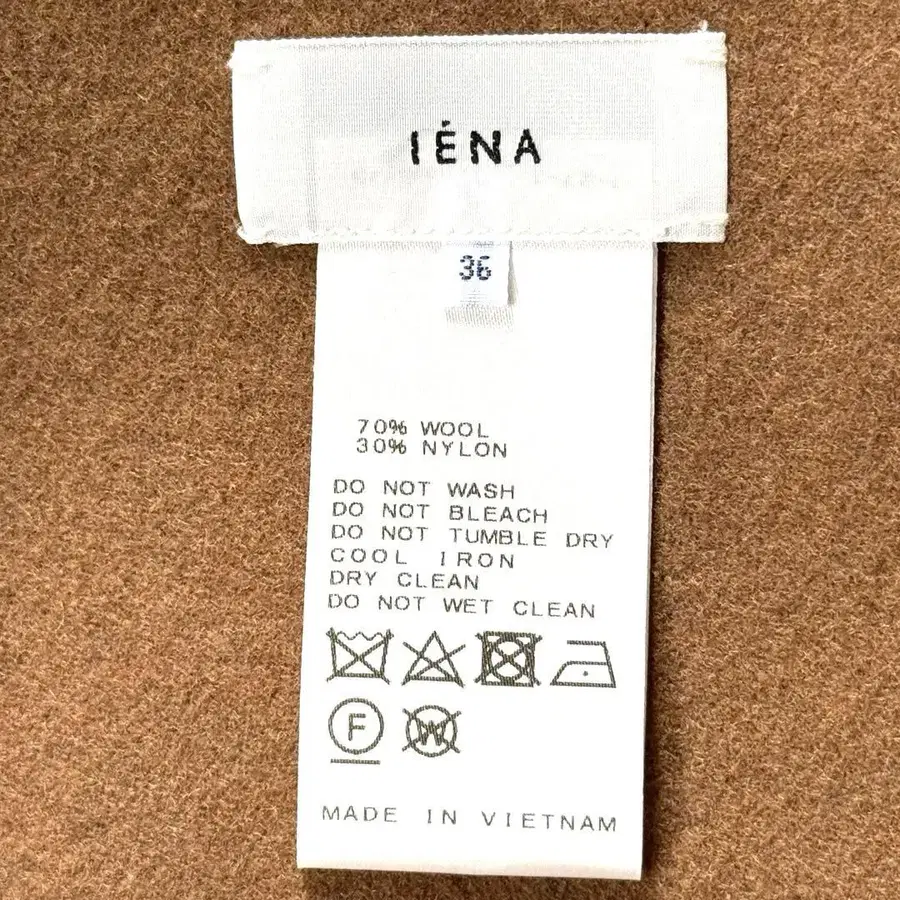 IÉNA
36
70% WOOL
30% NYLON
DO NOT WASH
DO NOT BLEACH
DO NOT TUMBLE DRY
COOL IRON
DRY CLEAN
DO NOT WET CLEAN
F W
MADE IN VIETNAM